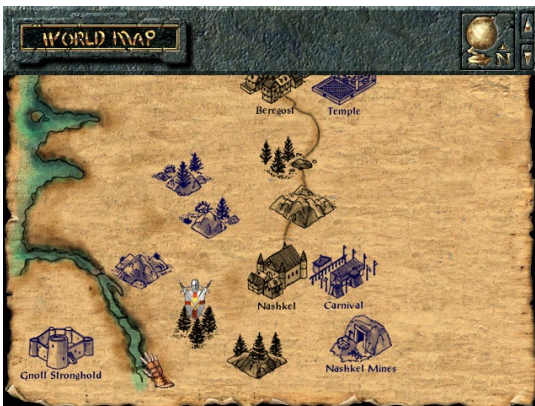 WORLD MAP
N
Beregost
Temple
Nashkel
Carnival
Gnoll Stronghold
Nashkel Mines